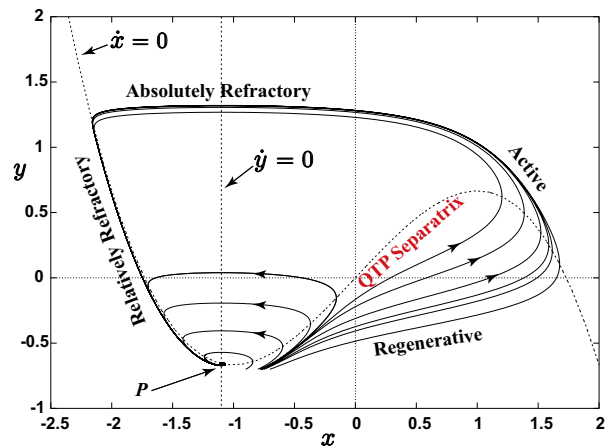 2
1.5
1
0.5
0
-0.5
-1
y
ẋ = 0
Absolutely Refractory
ẏ = 0
Active
QTP Separatrix
Relatively Refractory
Regenerative
P
-2.5 -2 -1.5 -1 -0.5 0 0.5 1 1.5 2
x